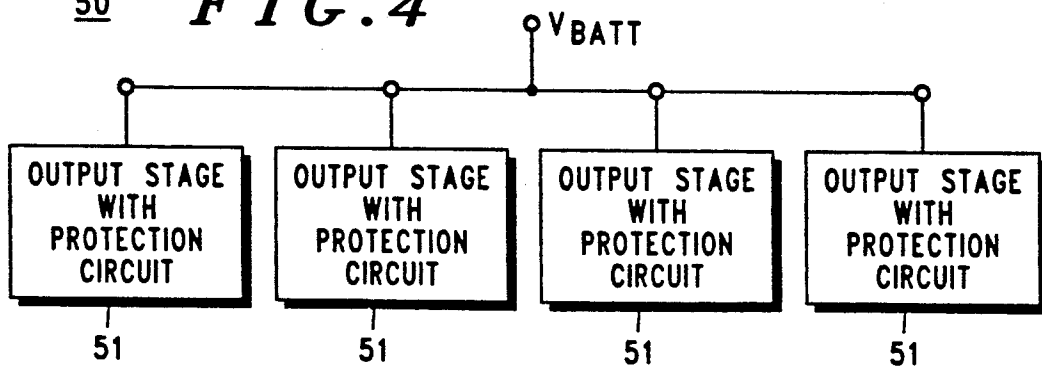 50 FIG.4
VBATT
OUTPUT STAGE
WITH
PROTECTION
CIRCUIT
OUTPUT STAGE
WITH
PROTECTION
CIRCUIT
OUTPUT STAGE
WITH
PROTECTION
CIRCUIT
OUTPUT STAGE
WITH
PROTECTION
CIRCUIT
51 51 51 51